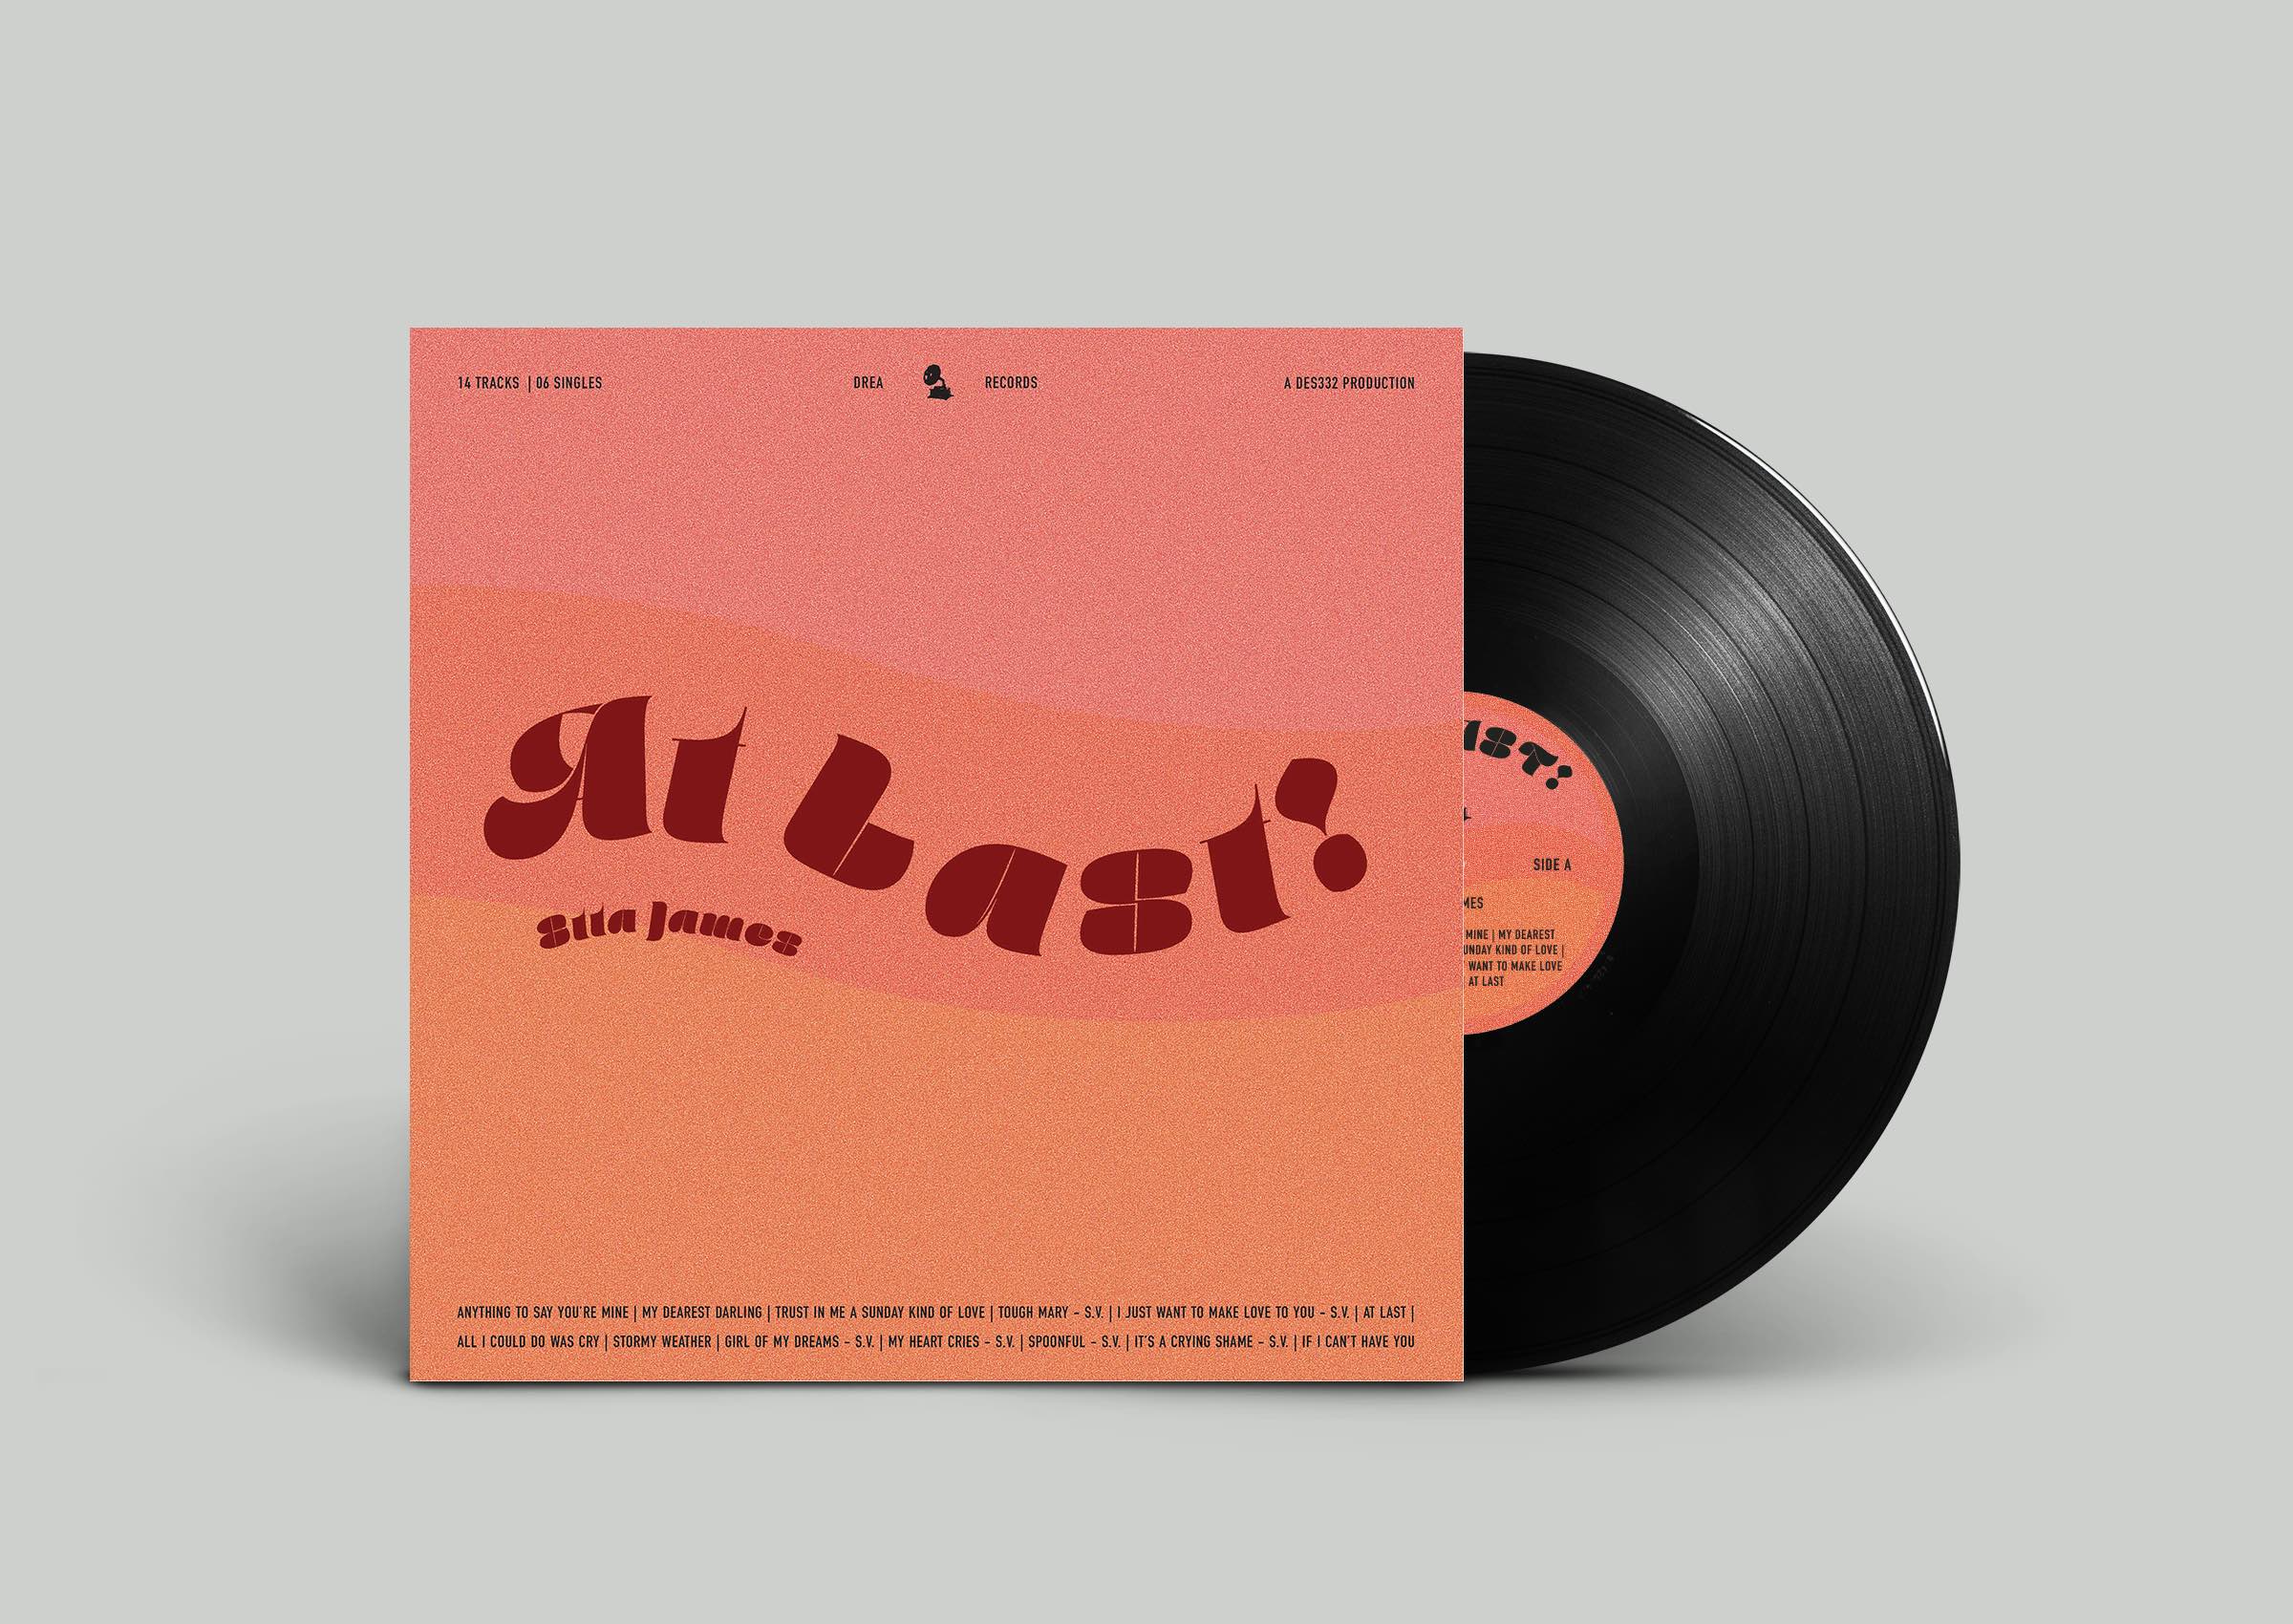 14 TRACKS | 06 SINGLES
DREA RECORDS
A DES332 PRODUCTION
At Last!
Etta James
ANYTHING TO SAY YOU'RE MINE | MY DEAREST DARLING | TRUST IN ME A SUNDAY KIND OF LOVE | TOUGH MARY - S.V. | I JUST WANT TO MAKE LOVE TO YOU - S.V. | AT LAST |
ALL I COULD DO WAS CRY | STORMY WEATHER | GIRL OF MY DREAMS - S.V. | MY HEART CRIES - S.V. | SPOONFUL - S.V. | IT'S A CRYING SHAME - S.V. | IF I CAN'T HAVE YOU
AST!
SIDE A
MES
MINE | MY DEAREST
UNDAY KIND OF LOVE |
WANT TO MAKE LOVE
AT LAST